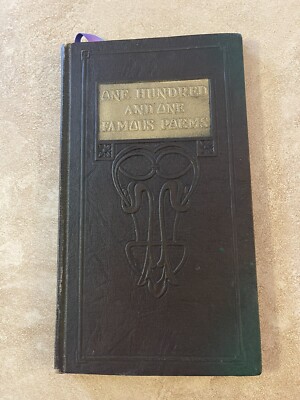 ONE HUNDRED
AND ONE
FAMOUS POEMS